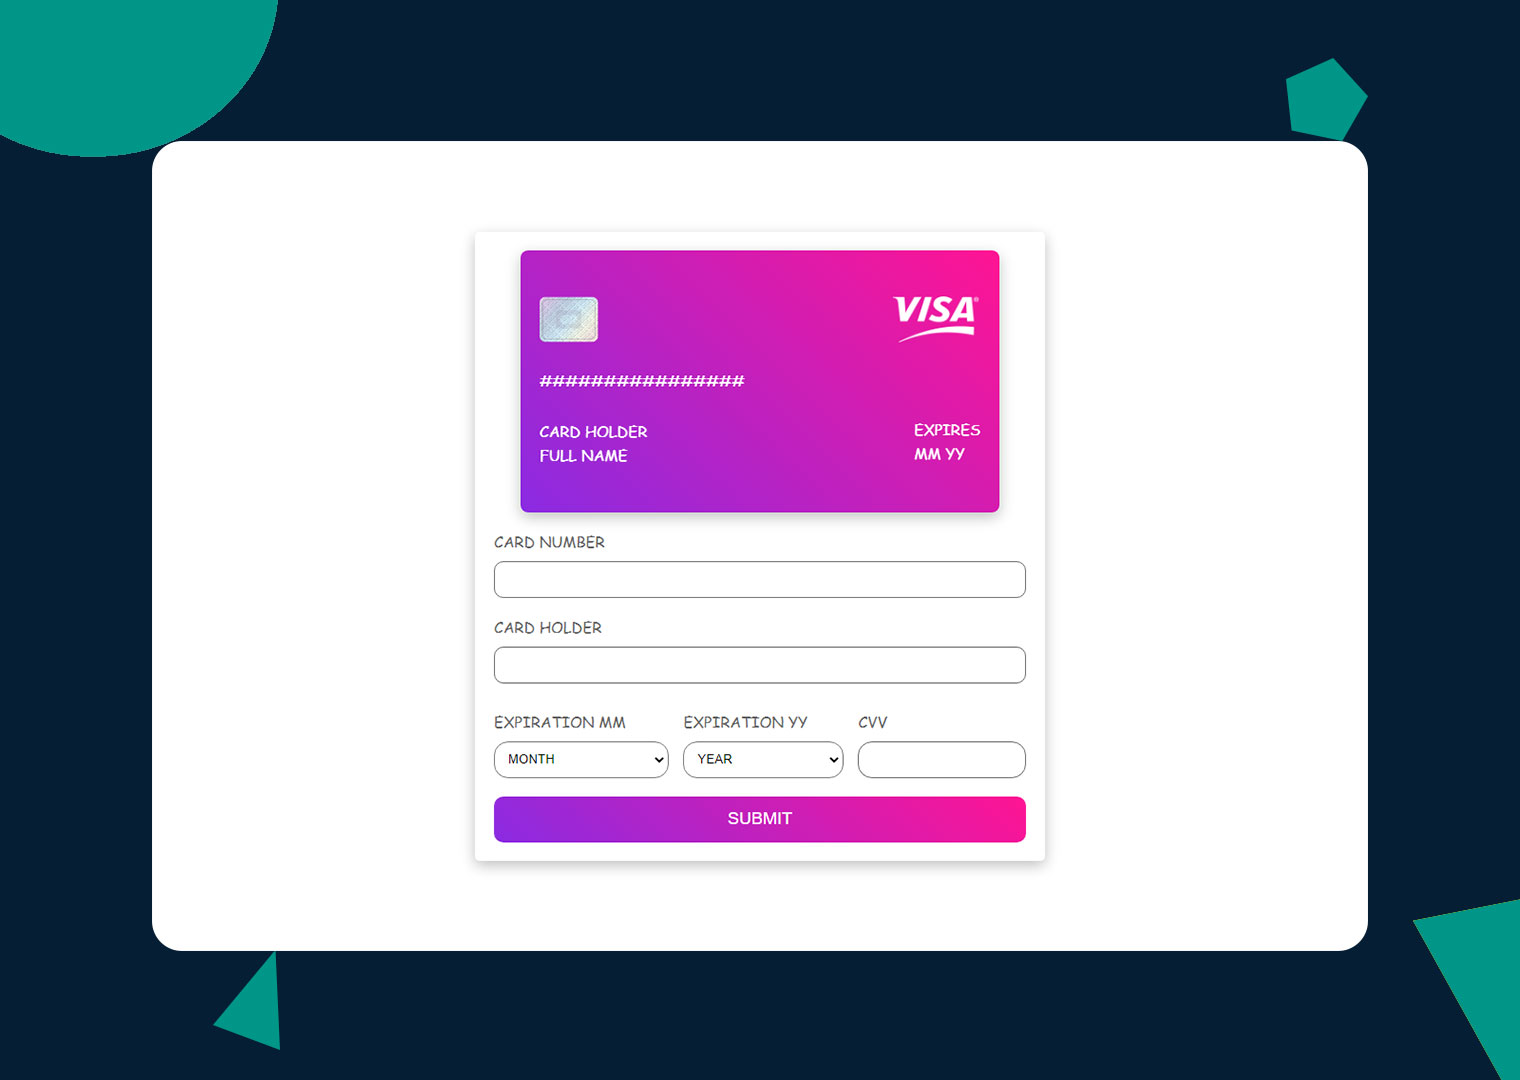 VISA
################
CARD HOLDER
FULL NAME
EXPIRES
MM YY
CARD NUMBER
CARD HOLDER
EXPIRATION MM
EXPIRATION YY
CVV
MONTH
YEAR
SUBMIT